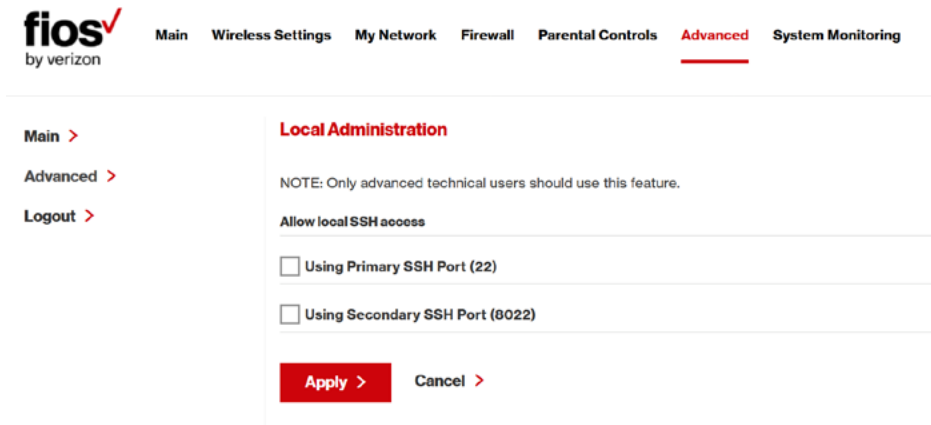 fios
by verizon
Main Wireless Settings My Network Firewall Parental Controls Advanced System Monitoring
Main >
Advanced >
Logout >
Local Administration
NOTE: Only advanced technical users should use this feature.
Allow local SSH access
Using Primary SSH Port (22)
Using Secondary SSH Port (8022)
Apply > Cancel >